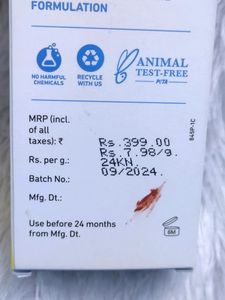 FORMULATION
NO HARMFUL
CHEMICALS
RECYCLE
WITH US
ANIMAL
TEST-FREE
PETA
MRP (incl.
of all
taxes): ₹ Rs.399.00
Rs. per g.: Rs.7.98/g.
Batch No.: 24KN.
Mfg. Dt.: 09/2024.
Use before 24 months
from Mfg. Dt.
6M
84SP-1C